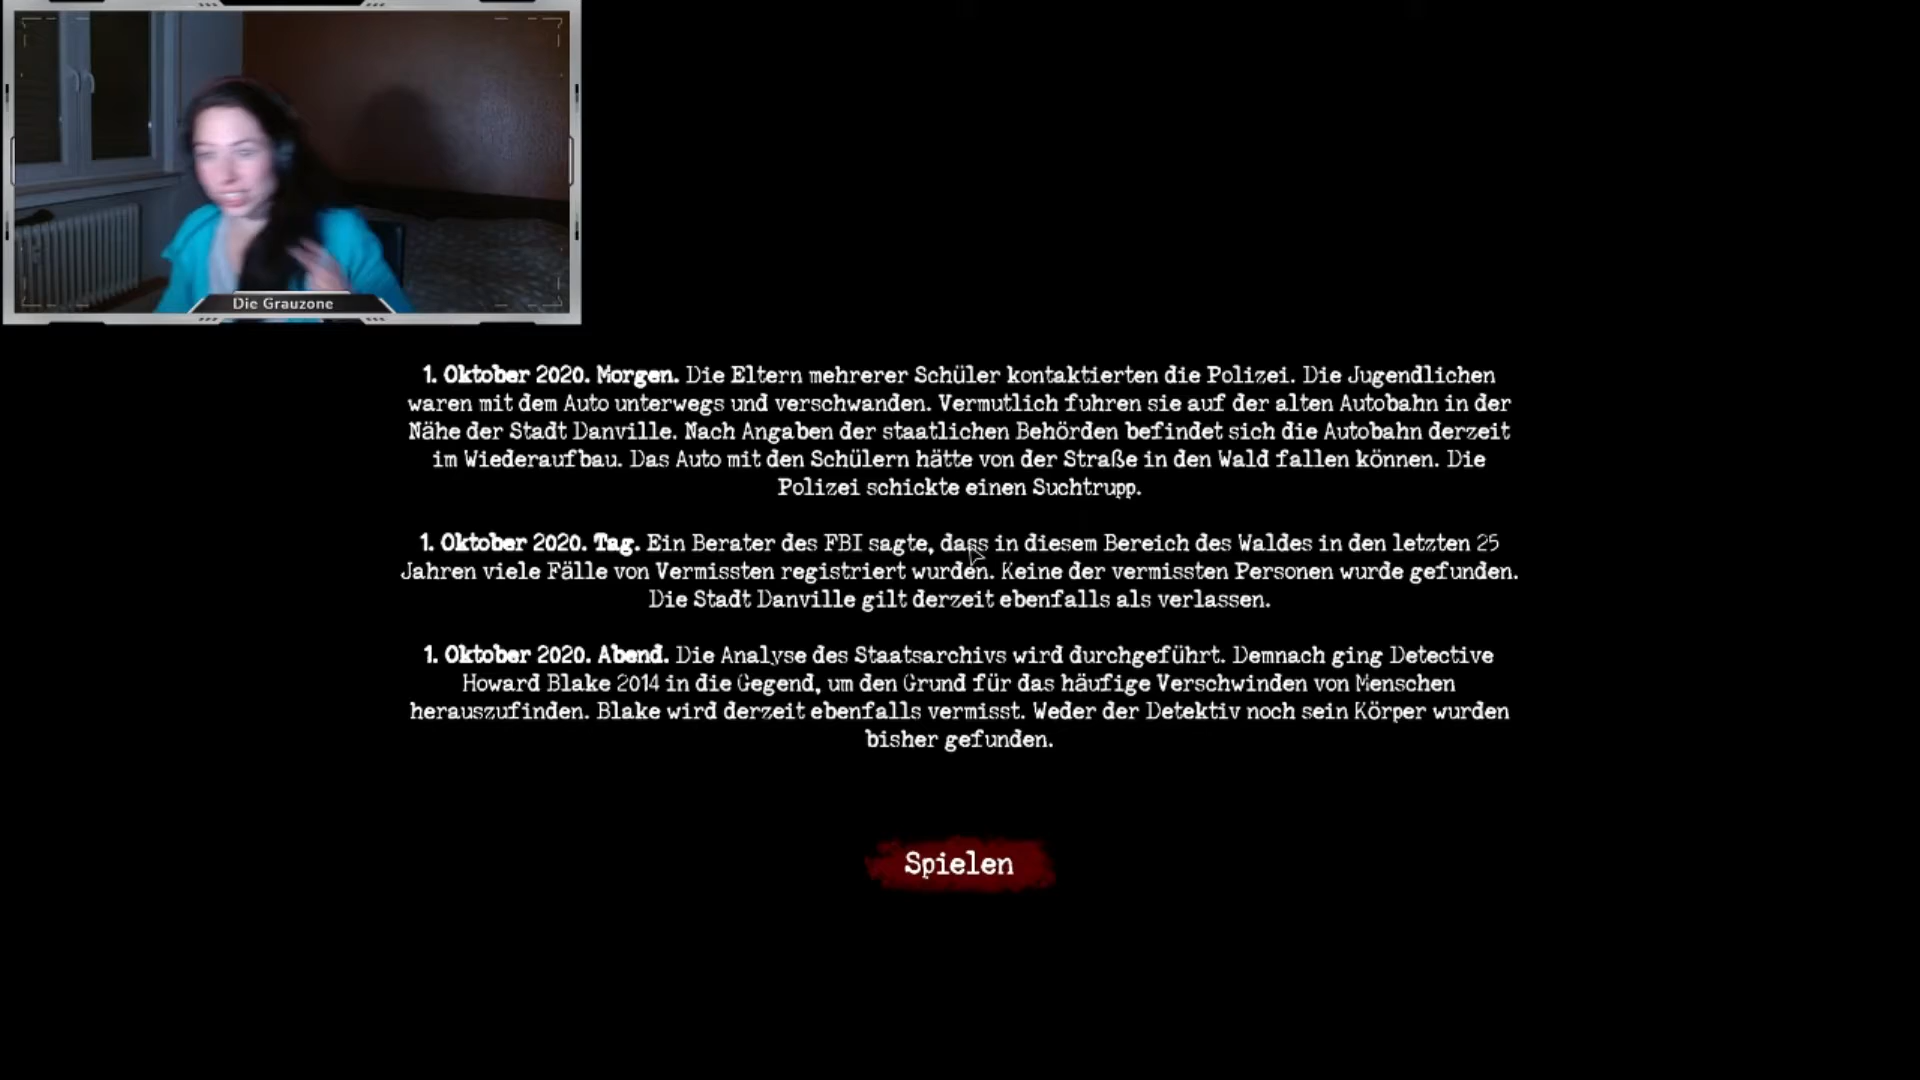 Die Grauzone
1. Oktober 2020. Morgen. Die Eltern mehrerer Schüler kontaktierten die Polizei. Die Jugendlichen
waren mit dem Auto unterwegs und verschwanden. Vermutlich fuhren sie auf der alten Autobahn in der
Nähe der Stadt Danville. Nach Angaben der staatlichen Behörden befindet sich die Autobahn derzeit
im Wiederaufbau. Das Auto mit den Schülern hätte von der Straße in den Wald fallen können. Die
Polizei schickte einen Suchtrupp.
1. Oktober 2020. Tag. Ein Berater des FBI sagte, dass in diesem Bereich des Waldes in den letzten 25
Jahren viele Fälle von Vermissten registriert wurden. Keine der vermissten Personen wurde gefunden.
Die Stadt Danville gilt derzeit ebenfalls als verlassen.
1. Oktober 2020. Abend. Die Analyse des Staatsarchivs wird durchgeführt. Demnach ging Detective
Howard Blake 2014 in die Gegend, um den Grund für das häufige Verschwinden von Menschen
herauszufinden. Blake wird derzeit ebenfalls vermisst. Weder der Detektiv noch sein Körper wurden
bisher gefunden.
Spielen